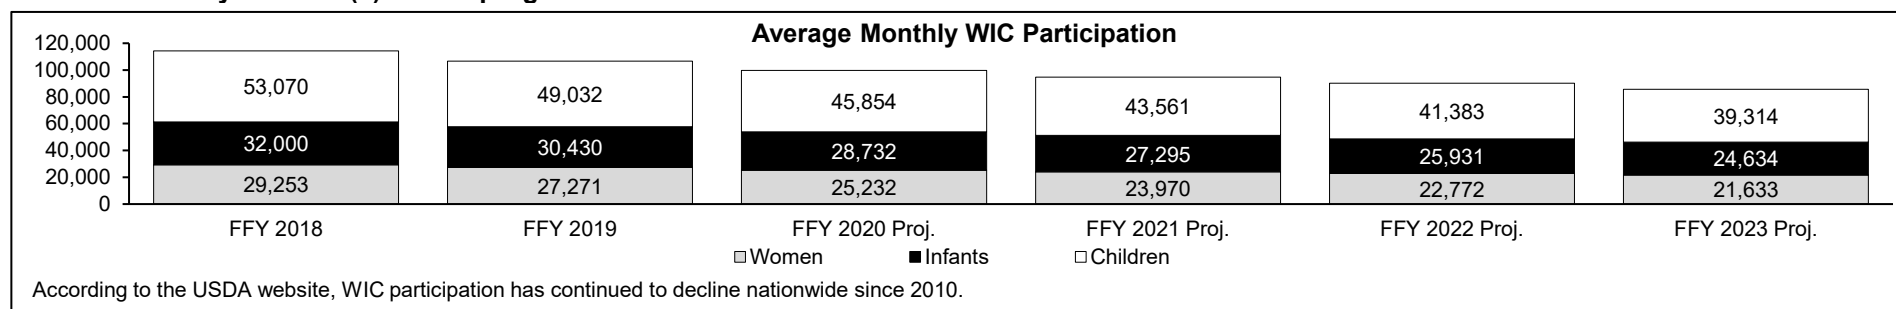 Average Monthly WIC Participation
120,000
100,000
80,000
60,000
40,000
20,000
0
53,070 49,032 45,854 43,561 41,383 39,314
32,000 30,430 28,732 27,295 25,931 24,634
29,253 27,271 25,232 23,970 22,772 21,633
FFY 2018 FFY 2019 FFY 2020 Proj. FFY 2021 Proj. FFY 2022 Proj. FFY 2023 Proj.
Women Infants Children
According to the USDA website, WIC participation has continued to decline nationwide since 2010.